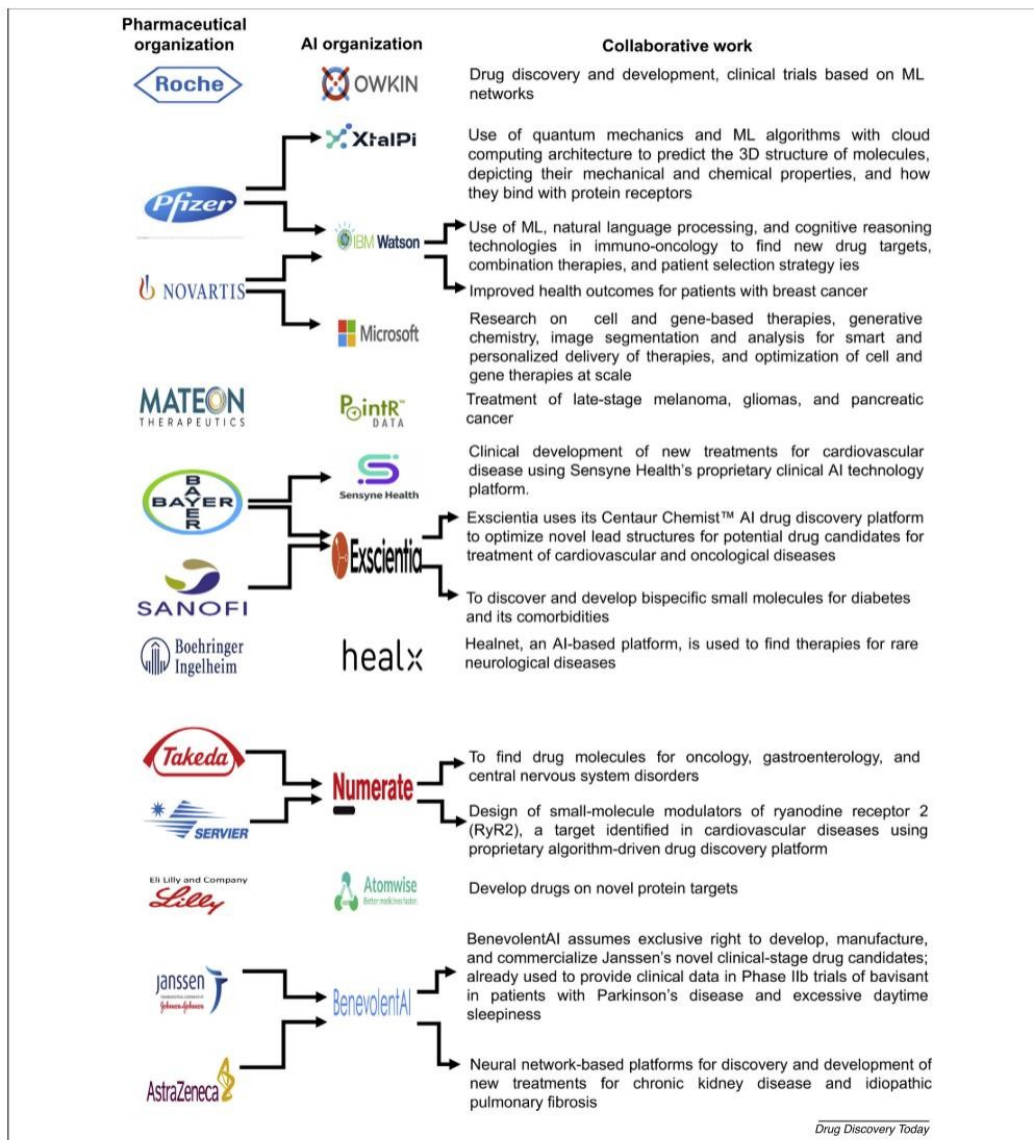 Pharmaceutical
organization
AI organization
Collaborative work
Roche
OWKIN
Drug discovery and development, clinical trials based on ML
networks
XtalPi
Use of quantum mechanics and ML algorithms with cloud
computing architecture to predict the 3D structure of molecules,
depicting their mechanical and chemical properties, and how
they bind with protein receptors
Pfizer
IBM Watson
Use of ML, natural language processing, and cognitive reasoning
technologies in immuno-oncology to find new drug targets,
combination therapies, and patient selection strategy ies
NOVARTIS
Improved health outcomes for patients with breast cancer
Microsoft
Research on cell and gene-based therapies, generative
chemistry, image segmentation and analysis for smart and
personalized delivery of therapies, and optimization of cell and
gene therapies at scale
MATEON
THERAPEUTICS
PointR™
DATA
Treatment of late-stage melanoma, gliomas, and pancreatic
cancer
BAYER
BAYER
Sensyne Health
Clinical development of new treatments for cardiovascular
disease using Sensyne Health's proprietary clinical AI technology
platform.
Exscientia
Exscientia uses its Centaur Chemist™ AI drug discovery platform
to optimize novel lead structures for potential drug candidates for
treatment of cardiovascular and oncological diseases
SANOFI
To discover and develop bispecific small molecules for diabetes
and its comorbidities
Boehringer
Ingelheim
healx
Healnet, an AI-based platform, is used to find therapies for rare
neurological diseases
Takeda
Numerate
To find drug molecules for oncology, gastroenterology, and
central nervous system disorders
SERVIER
Design of small-molecule modulators of ryanodine receptor 2
(RyR2), a target identified in cardiovascular diseases using
proprietary algorithm-driven drug discovery platform
Eli Lilly and Company
Lilly
Atomwise
Better medicines faster.
Develop drugs on novel protein targets
janssen
Johnson & Johnson
BenevolentAI
BenevolentAI assumes exclusive right to develop, manufacture,
and commercialize Janssen's novel clinical-stage drug candidates;
already used to provide clinical data in Phase IIb trials of bavisant
in patients with Parkinson's disease and excessive daytime
sleepiness
AstraZeneca
Neural network-based platforms for discovery and development of
new treatments for chronic kidney disease and idiopathic
pulmonary fibrosis
Drug Discovery Today